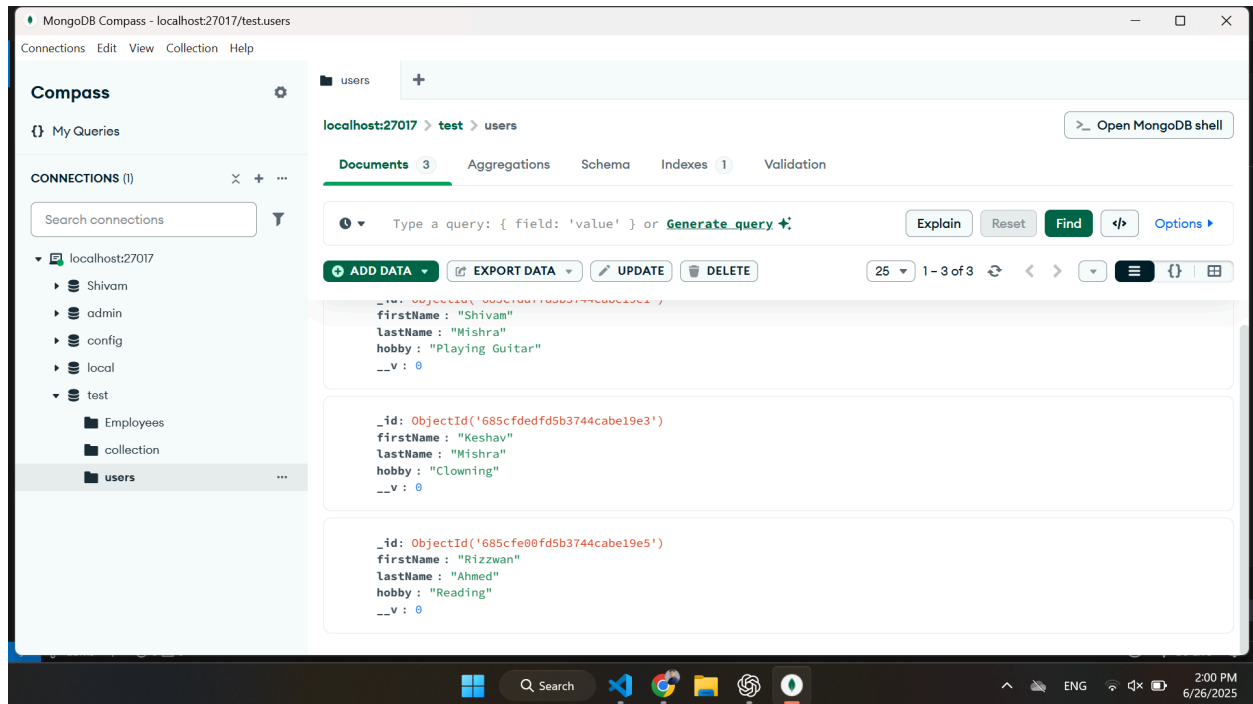 MongoDB Compass - localhost:27017/test.users
Connections Edit View Collection Help
Compass
{} My Queries
CONNECTIONS (1)
Search connections
localhost:27017
Shivam
admin
config
local
test
Employees
collection
users
users
localhost:27017 > test > users
>_ Open MongoDB shell
Documents 3 Aggregations Schema Indexes 1 Validation
Type a query: { field: 'value' } or Generate query
Explain Reset Find </> Options
ADD DATA EXPORT DATA UPDATE DELETE
25 1 – 3 of 3 {}
firstName : "Shivam"
lastName : "Mishra"
hobby : "Playing Guitar"
__v : 0
_id: ObjectId('685cfdedfd5b3744cabe19e3')
firstName : "Keshav"
lastName : "Mishra"
hobby : "Clowning"
__v : 0
_id: ObjectId('685cfe00fd5b3744cabe19e5')
firstName : "Rizzwan"
lastName : "Ahmed"
hobby : "Reading"
__v : 0
Search
ENG
2:00 PM
6/26/2025